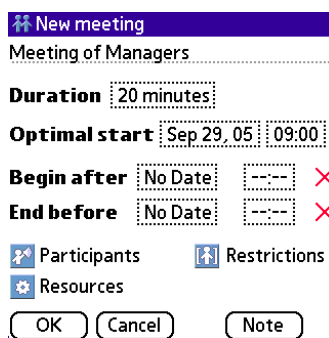 New meeting
Meeting of Managers
Duration 20 minutes
Optimal start Sep 29, 05 09:00
Begin after No Date --:--
End before No Date --:--
Participants Restrictions
Resources
OK Cancel Note